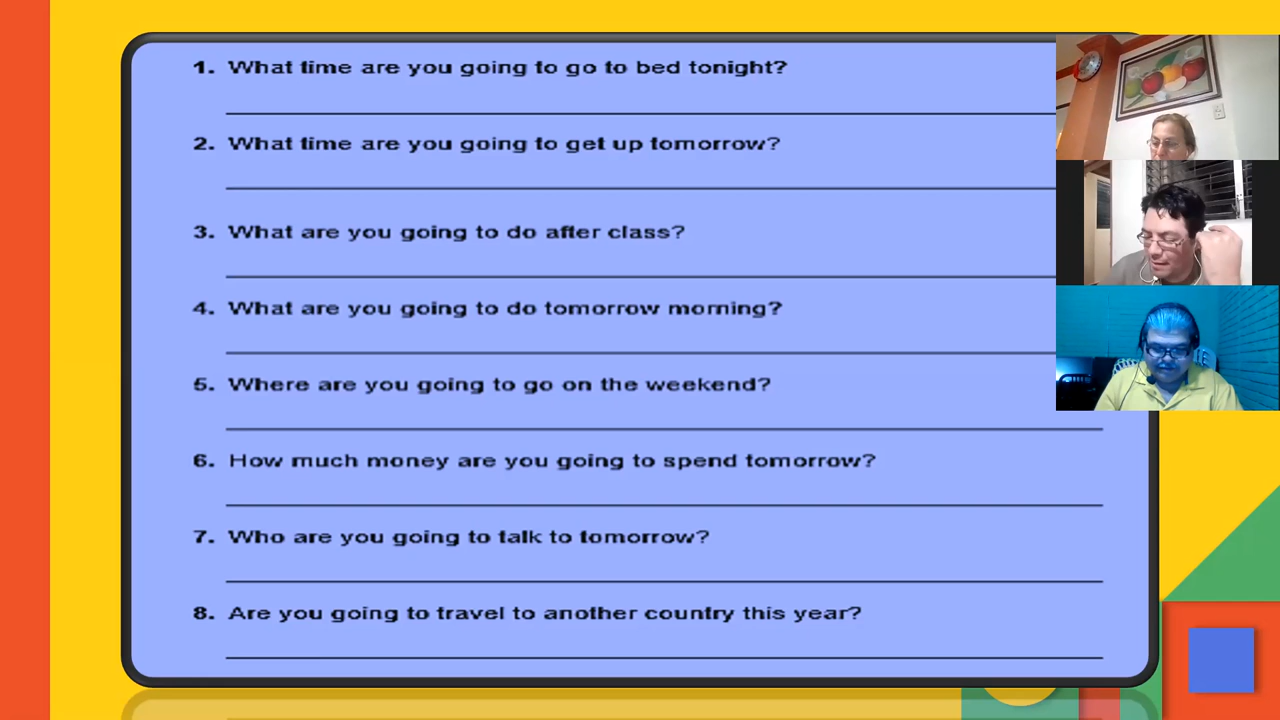 1. What time are you going to go to bed tonight?
2. What time are you going to get up tomorrow?
3. What are you going to do after class?
4. What are you going to do tomorrow morning?
5. Where are you going to go on the weekend?
6. How much money are you going to spend tomorrow?
7. Who are you going to talk to tomorrow?
8. Are you going to travel to another country this year?